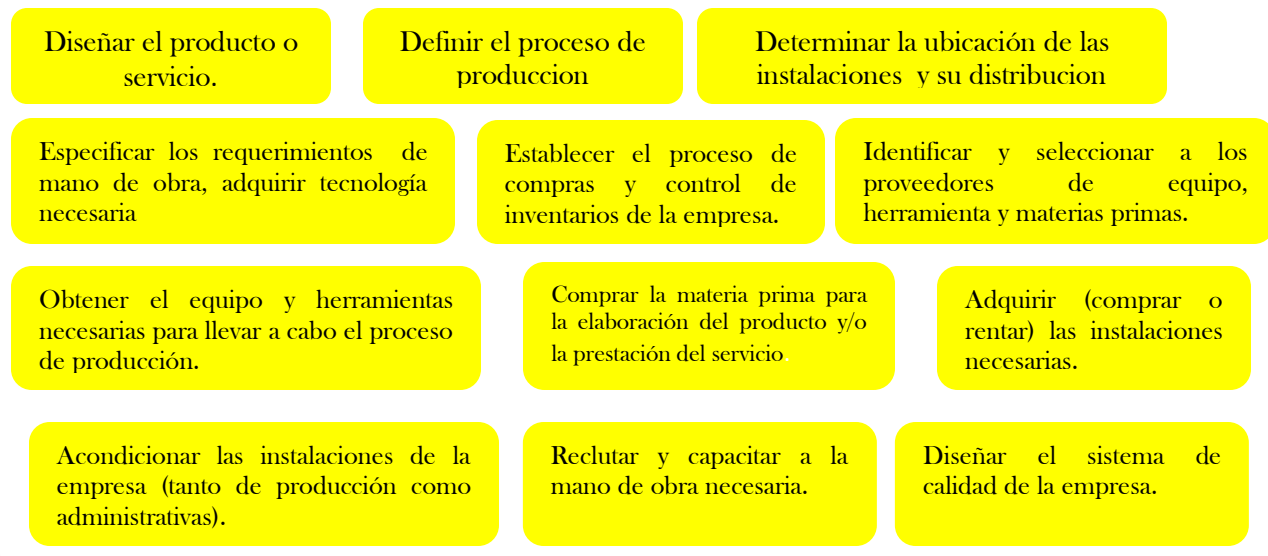 Diseñar el producto o
servicio.
Definir el proceso de
produccion
Determinar la ubicación de las
instalaciones y su distribucion
Especificar los requerimientos de
mano de obra, adquirir tecnología
necesaria
Establecer el proceso de
compras y control de
inventarios de la empresa.
Identificar y seleccionar a los
proveedores de equipo,
herramienta y materias primas.
Obtener el equipo y herramientas
necesarias para llevar a cabo el proceso
de producción.
Comprar la materia prima para
la elaboración del producto y/o
la prestación del servicio.
Adquirir (comprar o
rentar) las instalaciones
necesarias.
Acondicionar las instalaciones de la
empresa (tanto de producción como
administrativas).
Reclutar y capacitar a la
mano de obra necesaria.
Diseñar el sistema de
calidad de la empresa.